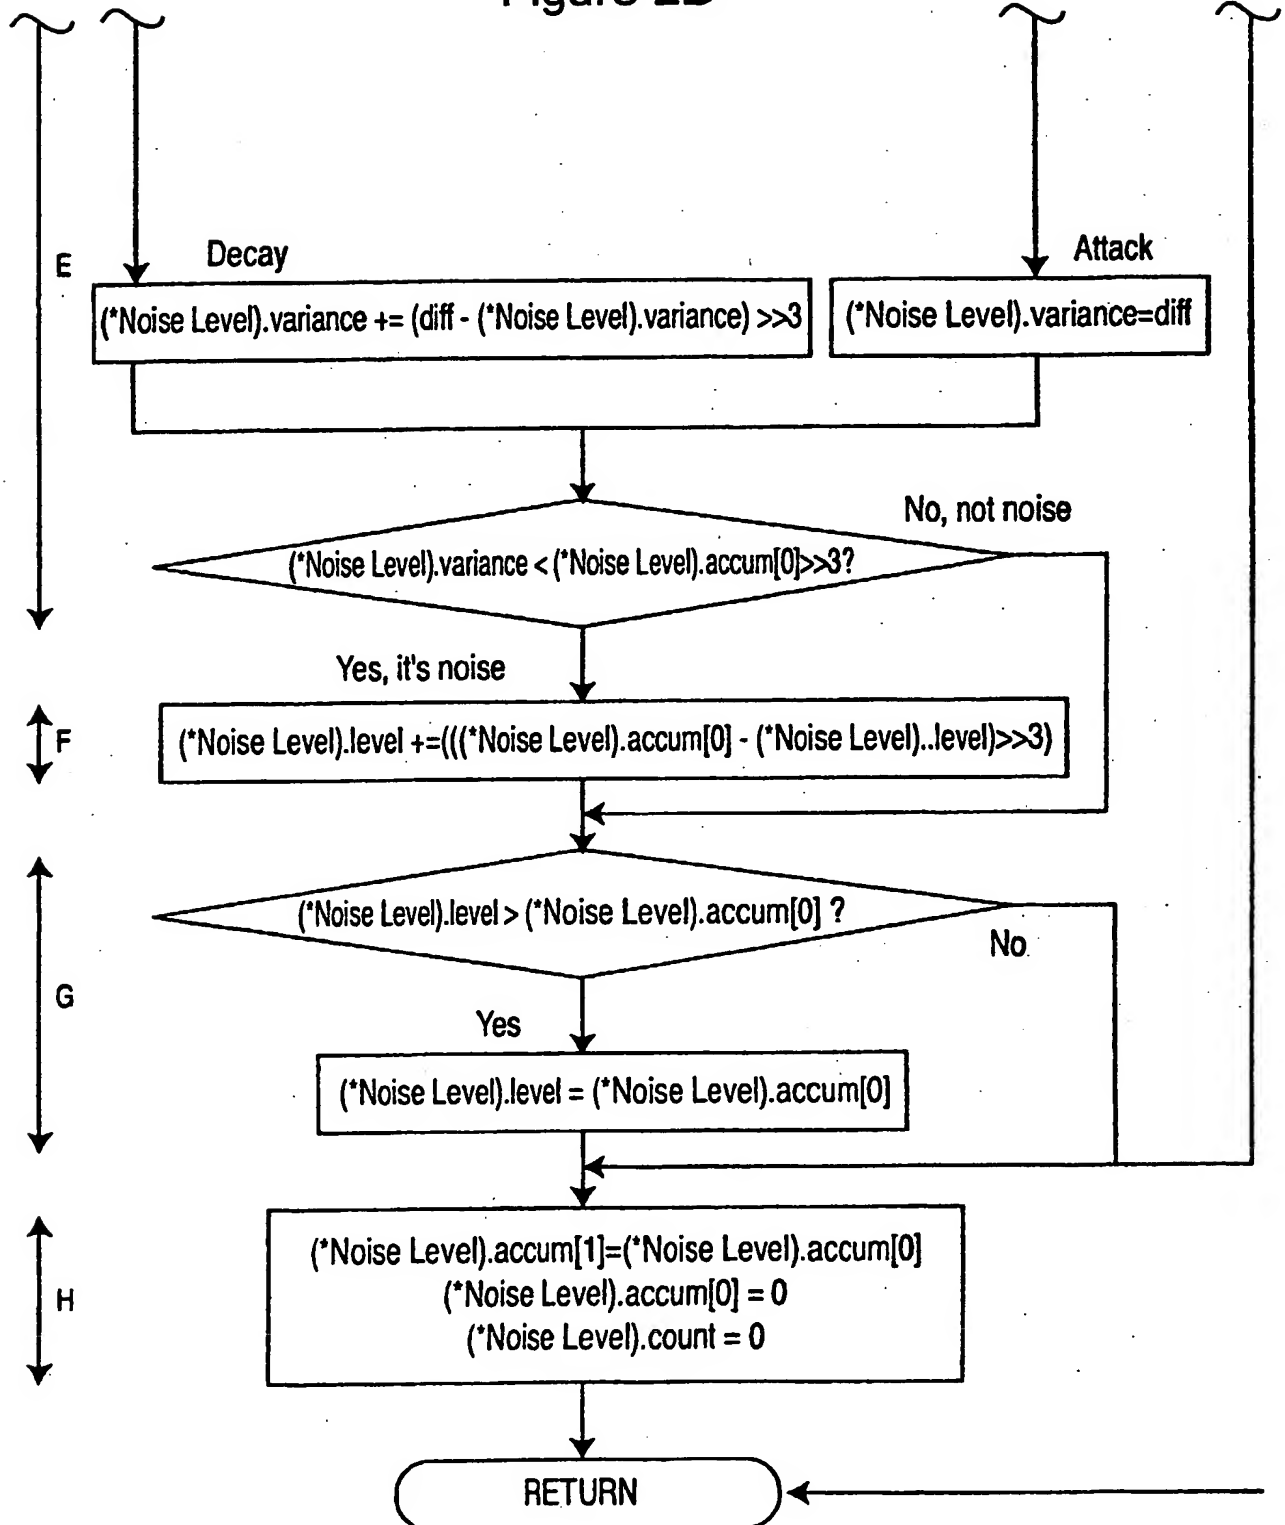 Decay
Attack
E
(*Noise Level).variance += (diff - (*Noise Level).variance) >>3
(*Noise Level).variance=diff
No, not noise
(*Noise Level).variance < (*Noise Level).accum[0]>>3?
Yes, it's noise
F
(*Noise Level).level +=(((*Noise Level).accum[0] - (*Noise Level)..level)>>3)
(*Noise Level).level > (*Noise Level).accum[0] ?
No
G
Yes
(*Noise Level).level = (*Noise Level).accum[0]
(*Noise Level).accum[1]=(*Noise Level).accum[0]
H
(*Noise Level).accum[0] = 0
(*Noise Level).count = 0
RETURN